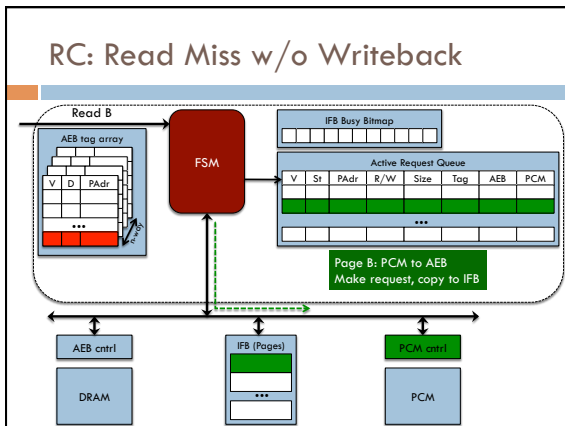 RC: Read Miss w/o Writeback
Read B
AEB tag array
V D PAdr
•••
n-way
FSM
IFB Busy Bitmap
Active Request Queue
V St PAdr R/W Size Tag AEB PCM
•••
Page B: PCM to AEB
Make request, copy to IFB
AEB cntrl
IFB (Pages)
PCM cntrl
•••
DRAM
PCM